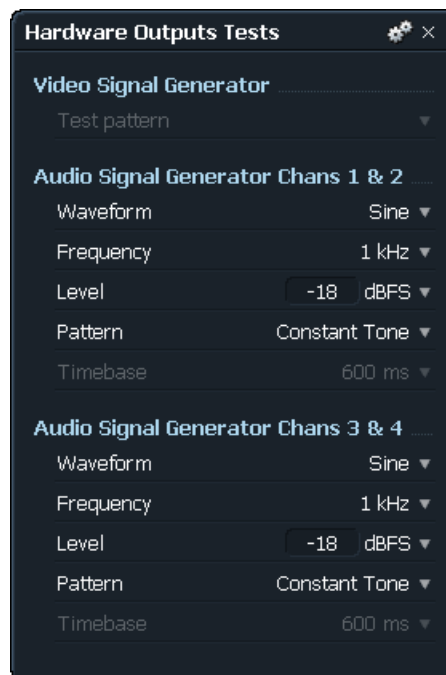 Hardware Outputs Tests
Video Signal Generator
Test pattern
Audio Signal Generator Chans 1 & 2
Waveform Sine
Frequency 1 kHz
Level -18 dBFS
Pattern Constant Tone
Timebase 600 ms
Audio Signal Generator Chans 3 & 4
Waveform Sine
Frequency 1 kHz
Level -18 dBFS
Pattern Constant Tone
Timebase 600 ms